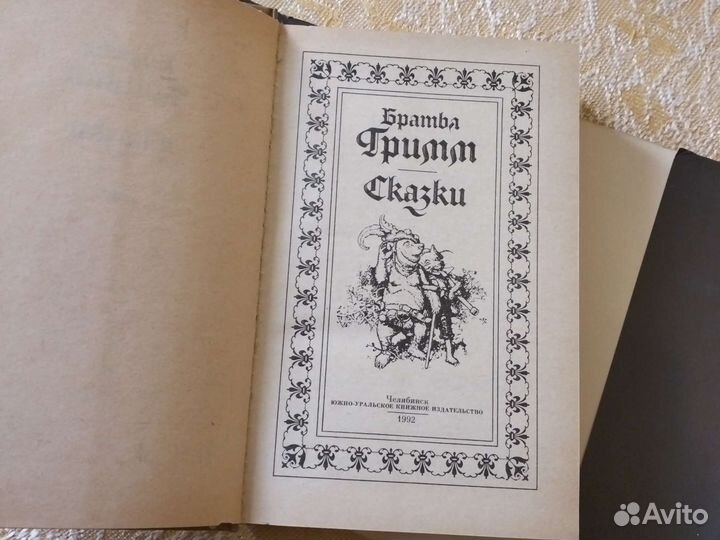 Братья
Гримм
Сказки
Челябинск
ЮЖНО-УРАЛЬСКОЕ КНИЖНОЕ ИЗДАТЕЛЬСТВО
1992
Avito